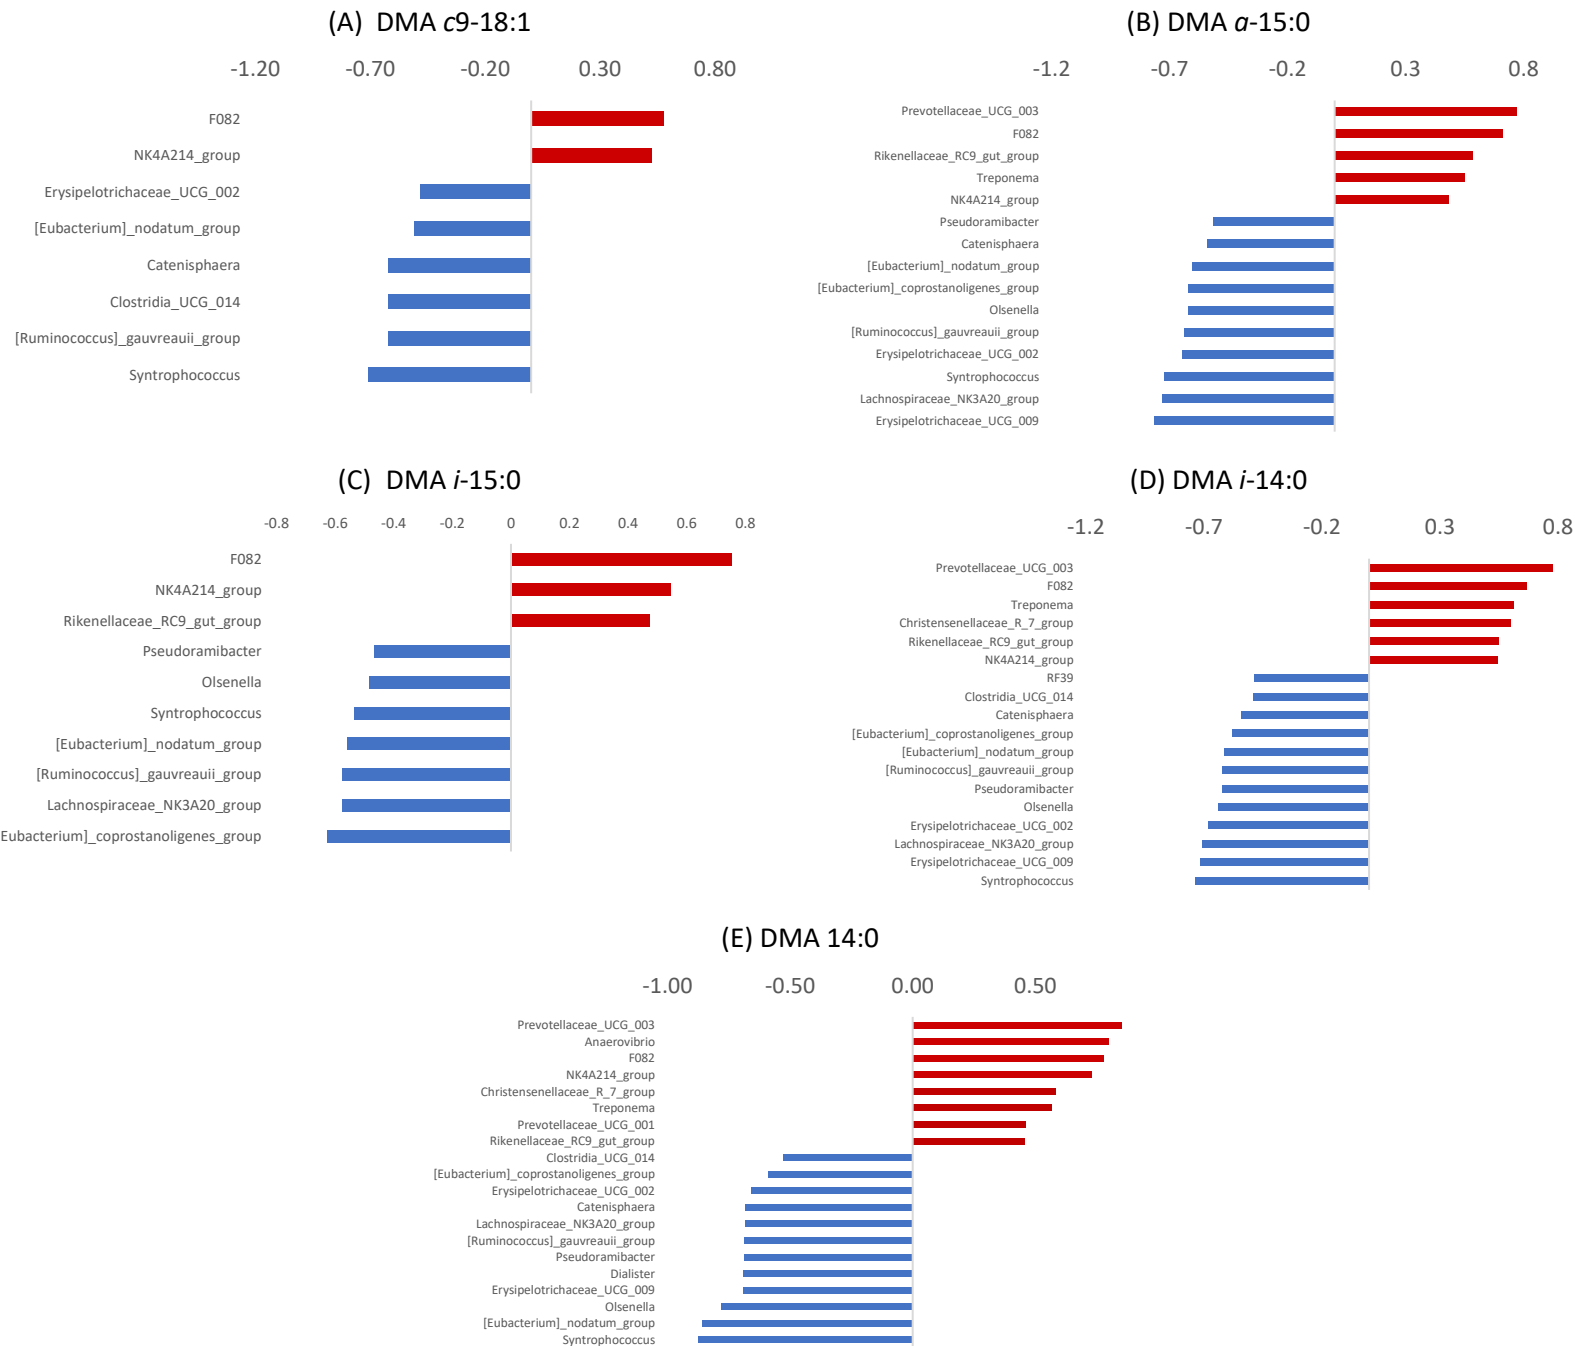 (A) DMA c9-18:1
-1.20 -0.70 -0.20 0.30 0.80
F082
NK4A214_group
Erysipelotrichaceae_UCG_002
[Eubacterium]_nodatum_group
Catenisphaera
Clostridia_UCG_014
[Ruminococcus]_gauvreauii_group
Syntrophococcus
(B) DMA a-15:0
-1.2 -0.7 -0.2 0.3 0.8
Prevotellaceae_UCG_003
F082
Rikenellaceae_RC9_gut_group
Treponema
NK4A214_group
Pseudoramibacter
Catenisphaera
[Eubacterium]_nodatum_group
[Eubacterium]_coprostanoligenes_group
Olsenella
[Ruminococcus]_gauvreauii_group
Erysipelotrichaceae_UCG_002
Syntrophococcus
Lachnospiraceae_NK3A20_group
Erysipelotrichaceae_UCG_009
(C) DMA i-15:0
-0.8 -0.6 -0.4 -0.2 0 0.2 0.4 0.6 0.8
F082
NK4A214_group
Rikenellaceae_RC9_gut_group
Pseudoramibacter
Olsenella
Syntrophococcus
[Eubacterium]_nodatum_group
[Ruminococcus]_gauvreauii_group
Lachnospiraceae_NK3A20_group
Eubacterium]_coprostanoligenes_group
(D) DMA i-14:0
-1.2 -0.7 -0.2 0.3 0.8
Prevotellaceae_UCG_003
F082
Treponema
Christensenellaceae_R_7_group
Rikenellaceae_RC9_gut_group
NK4A214_group
RF39
Clostridia_UCG_014
Catenisphaera
[Eubacterium]_coprostanoligenes_group
[Eubacterium]_nodatum_group
[Ruminococcus]_gauvreauii_group
Pseudoramibacter
Olsenella
Erysipelotrichaceae_UCG_002
Lachnospiraceae_NK3A20_group
Erysipelotrichaceae_UCG_009
Syntrophococcus
(E) DMA 14:0
-1.00 -0.50 0.00 0.50
Prevotellaceae_UCG_003
Anaerovibrio
F082
NK4A214_group
Christensenellaceae_R_7_group
Treponema
Prevotellaceae_UCG_001
Rikenellaceae_RC9_gut_group
Clostridia_UCG_014
[Eubacterium]_coprostanoligenes_group
Erysipelotrichaceae_UCG_002
Catenisphaera
Lachnospiraceae_NK3A20_group
[Ruminococcus]_gauvreauii_group
Pseudoramibacter
Dialister
Erysipelotrichaceae_UCG_009
Olsenella
[Eubacterium]_nodatum_group
Syntrophococcus